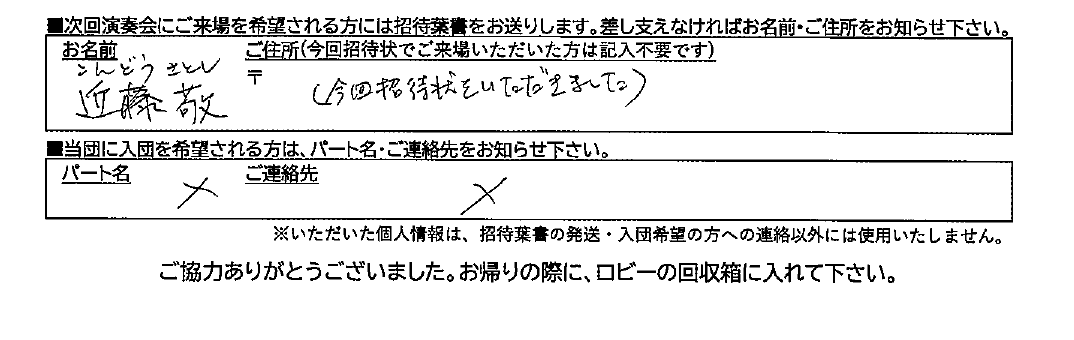 ■次回演奏会にご来場を希望される方には招待葉書をお送りします。差し支えなければお名前・ご住所をお知らせ下さい。
お名前 ご住所(今回招待状でご来場いただいた方は記入不要です)
こんどう さとし 〒
近藤 敬 (今回招待状をいただきました)
■当団に入団を希望される方は、パート名・ご連絡先をお知らせ下さい。
パート名 ご連絡先
× ×
※いただいた個人情報は、招待葉書の発送・入団希望の方への連絡以外には使用いたしません。
ご協力ありがとうございました。お帰りの際に、ロビーの回収箱に入れて下さい。